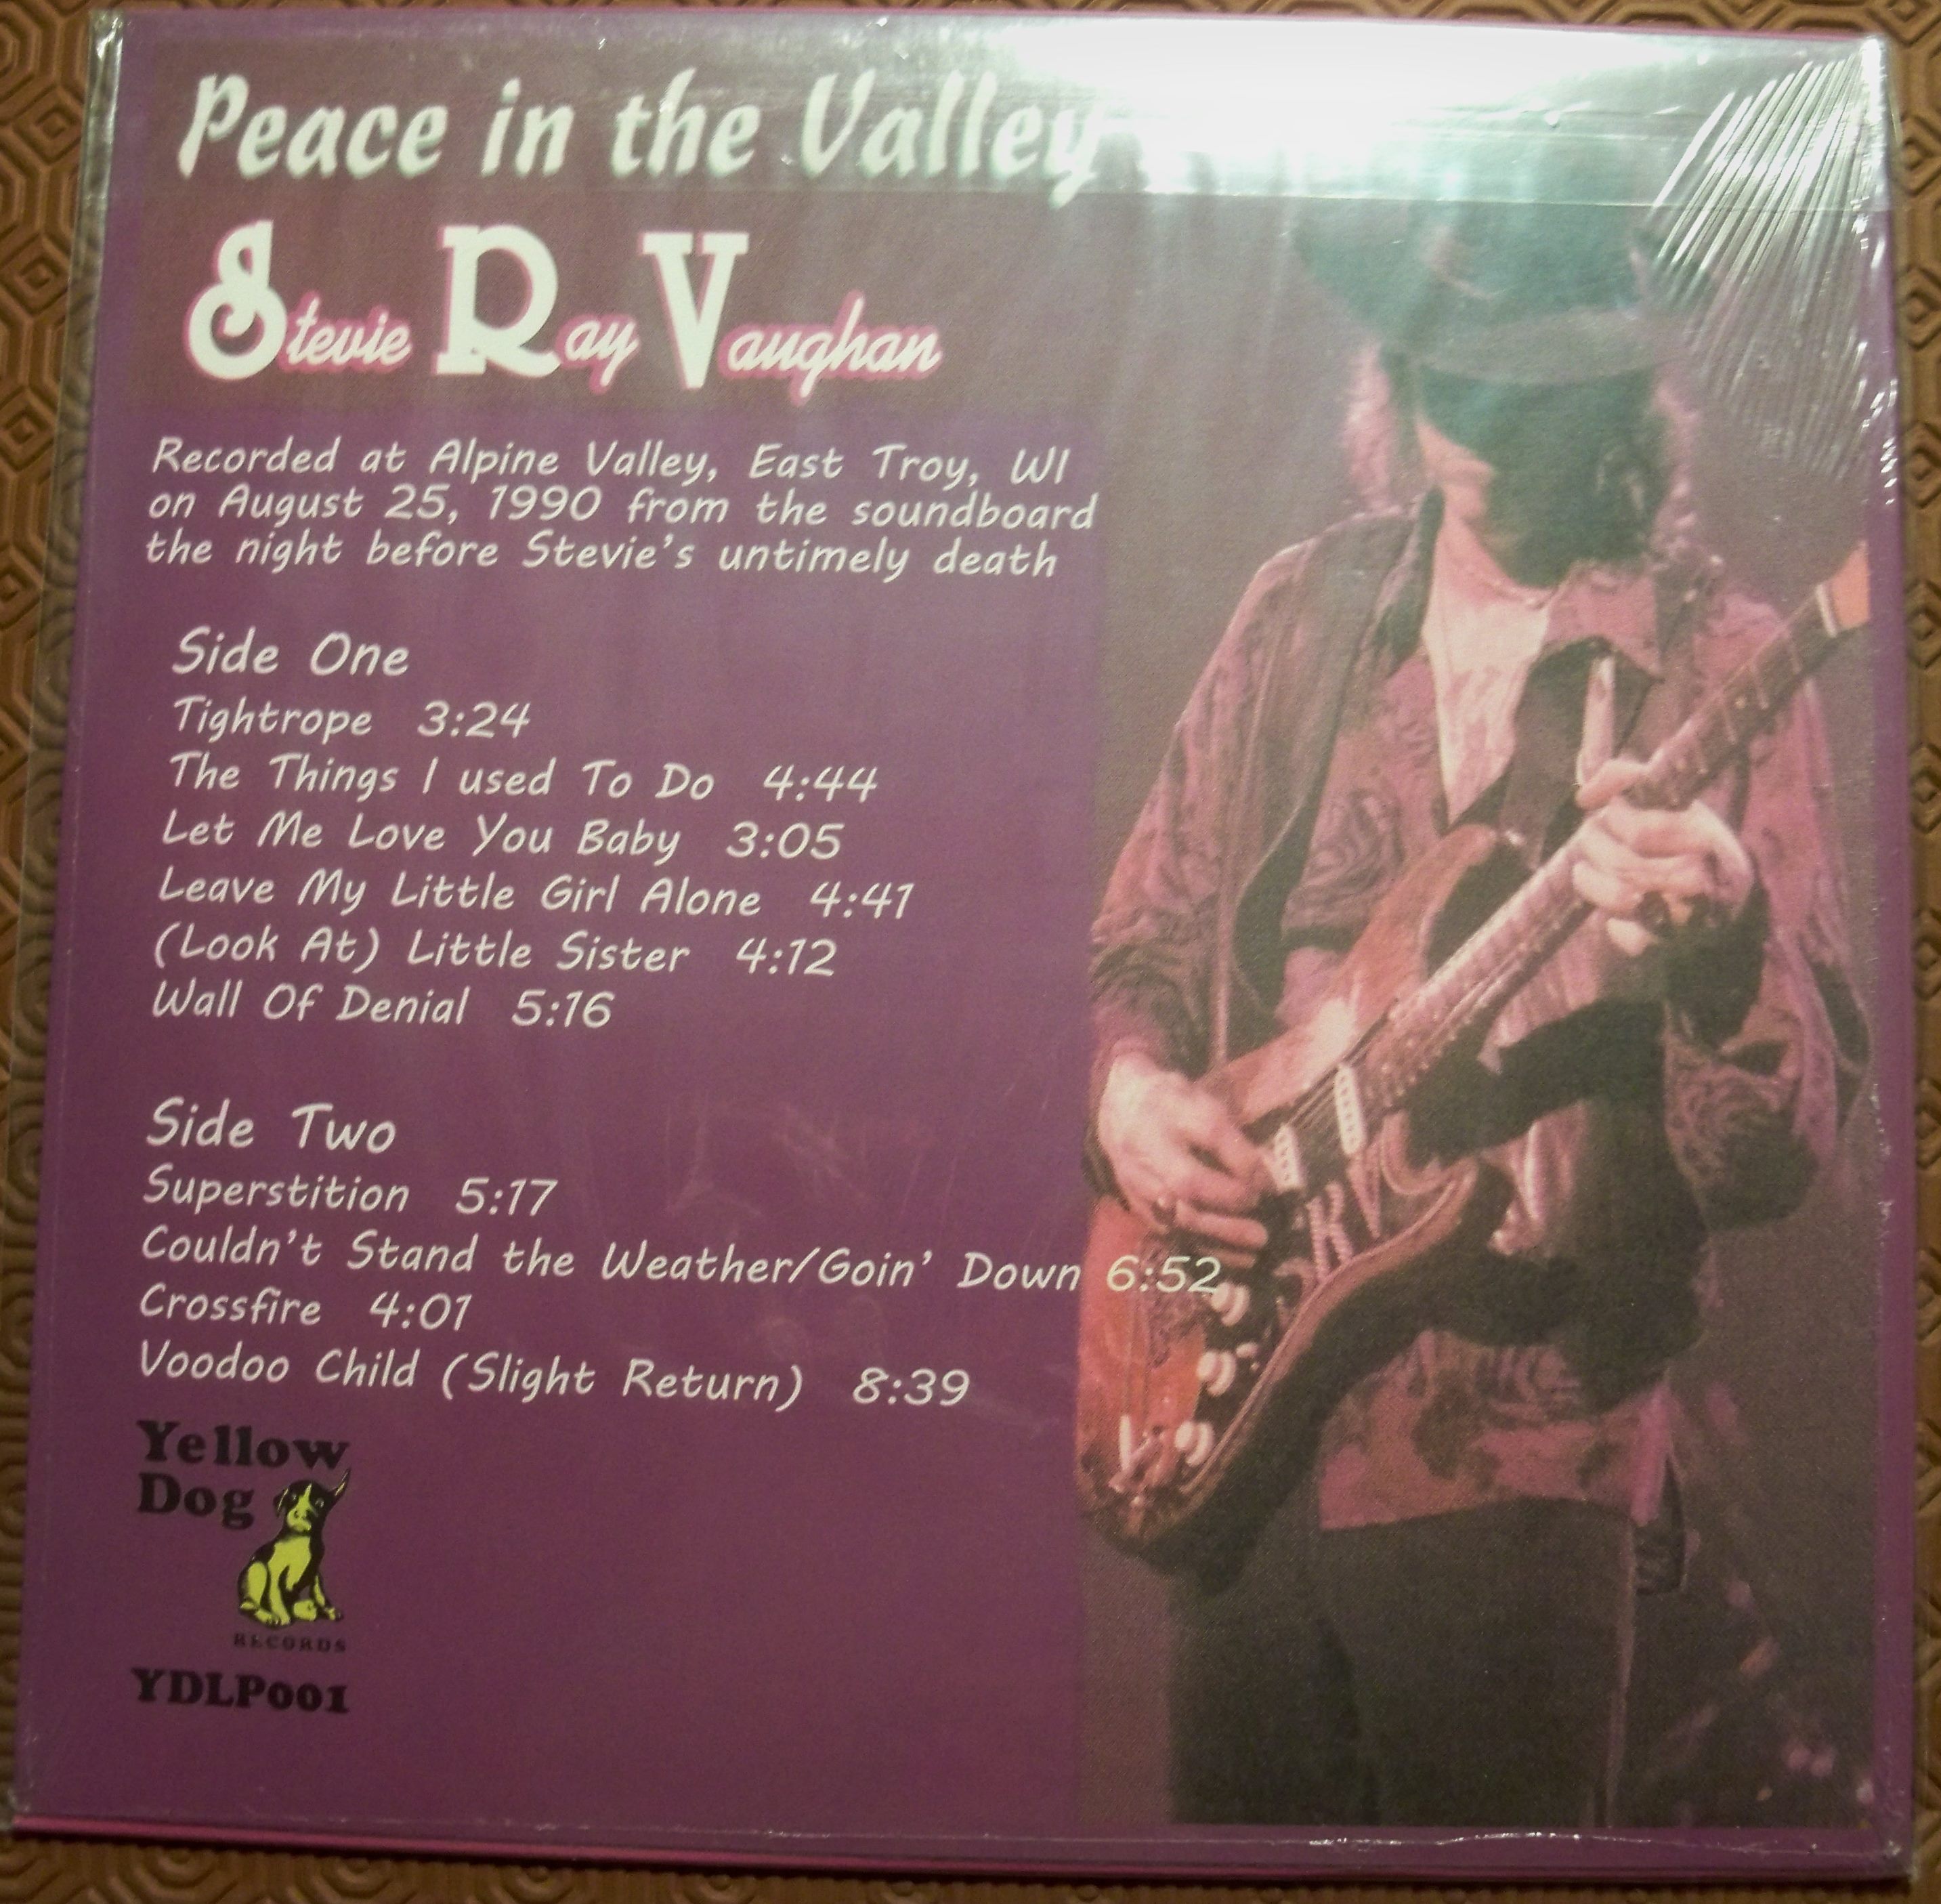 Peace in the Valley
Stevie Ray Vaughan
Recorded at Alpine Valley, East Troy, WI
on August 25, 1990 from the soundboard
the night before Stevie's untimely death
Side One
Tightrope 3:24
The Things I used To Do 4:44
Let Me Love You Baby 3:05
Leave My Little Girl Alone 4:41
(Look At) Little Sister 4:12
Wall Of Denial 5:16
Side Two
Superstition 5:17
Couldn't Stand the Weather/Goin' Down 6:52
Crossfire 4:01
Voodoo Child (Slight Return) 8:39
Yellow
Dog
RECORDS
YDLP001